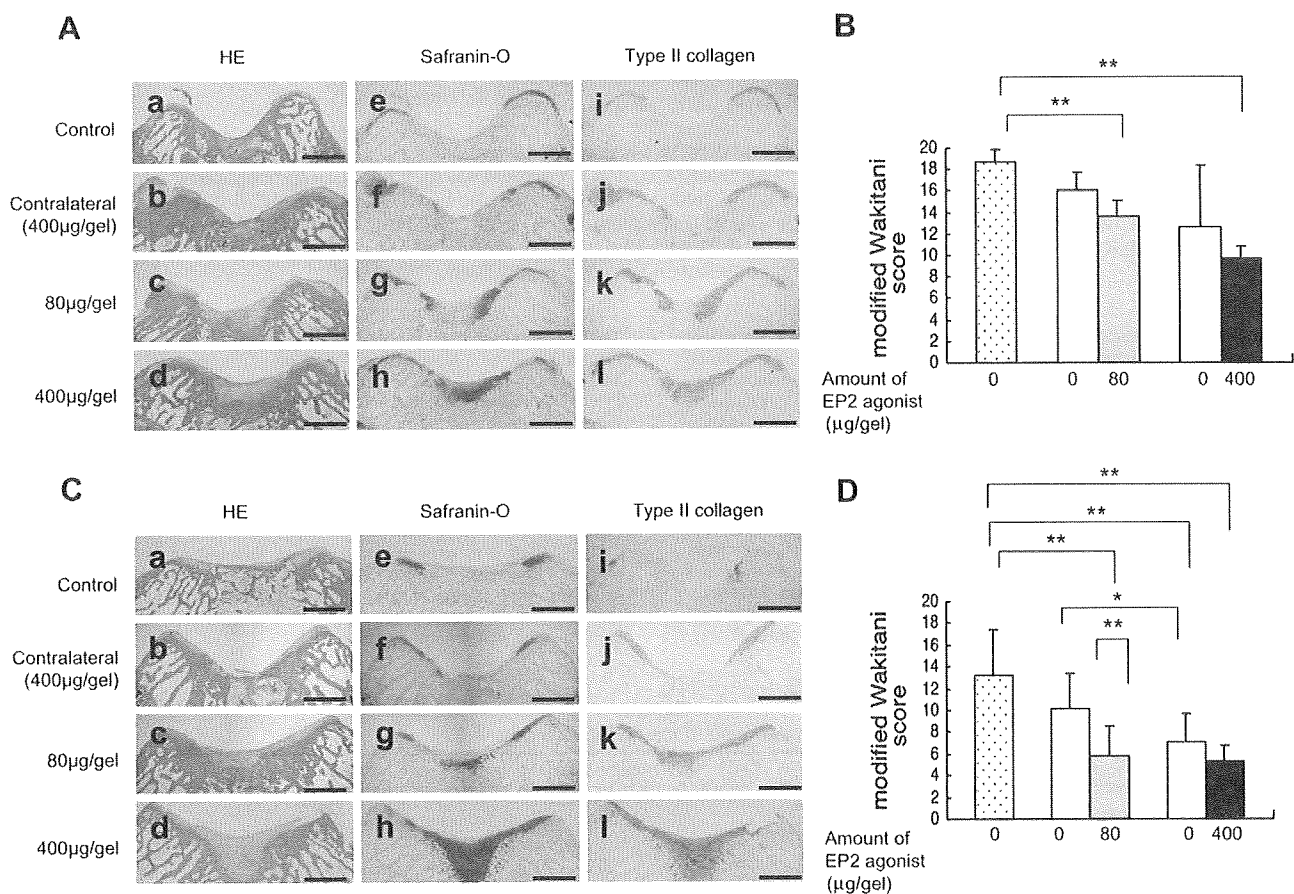 A
HE
Safranin-O
Type II collagen
Control
a
e
i
Contralateral
(400μg/gel)
b
f
j
80μg/gel
c
g
k
400μg/gel
d
h
l
B
**
**
modified Wakitani
score
20
18
16
14
12
10
8
6
4
2
0
0
0
80
0
400
Amount of
EP2 agonist
(μg/gel)
C
HE
Safranin-O
Type II collagen
Control
a
e
i
Contralateral
(400μg/gel)
b
f
j
80μg/gel
c
g
k
400μg/gel
d
h
l
D
**
**
**
*
**
modified Wakitani
score
20
18
16
14
12
10
8
6
4
2
0
0
0
80
0
400
Amount of
EP2 agonist
(μg/gel)